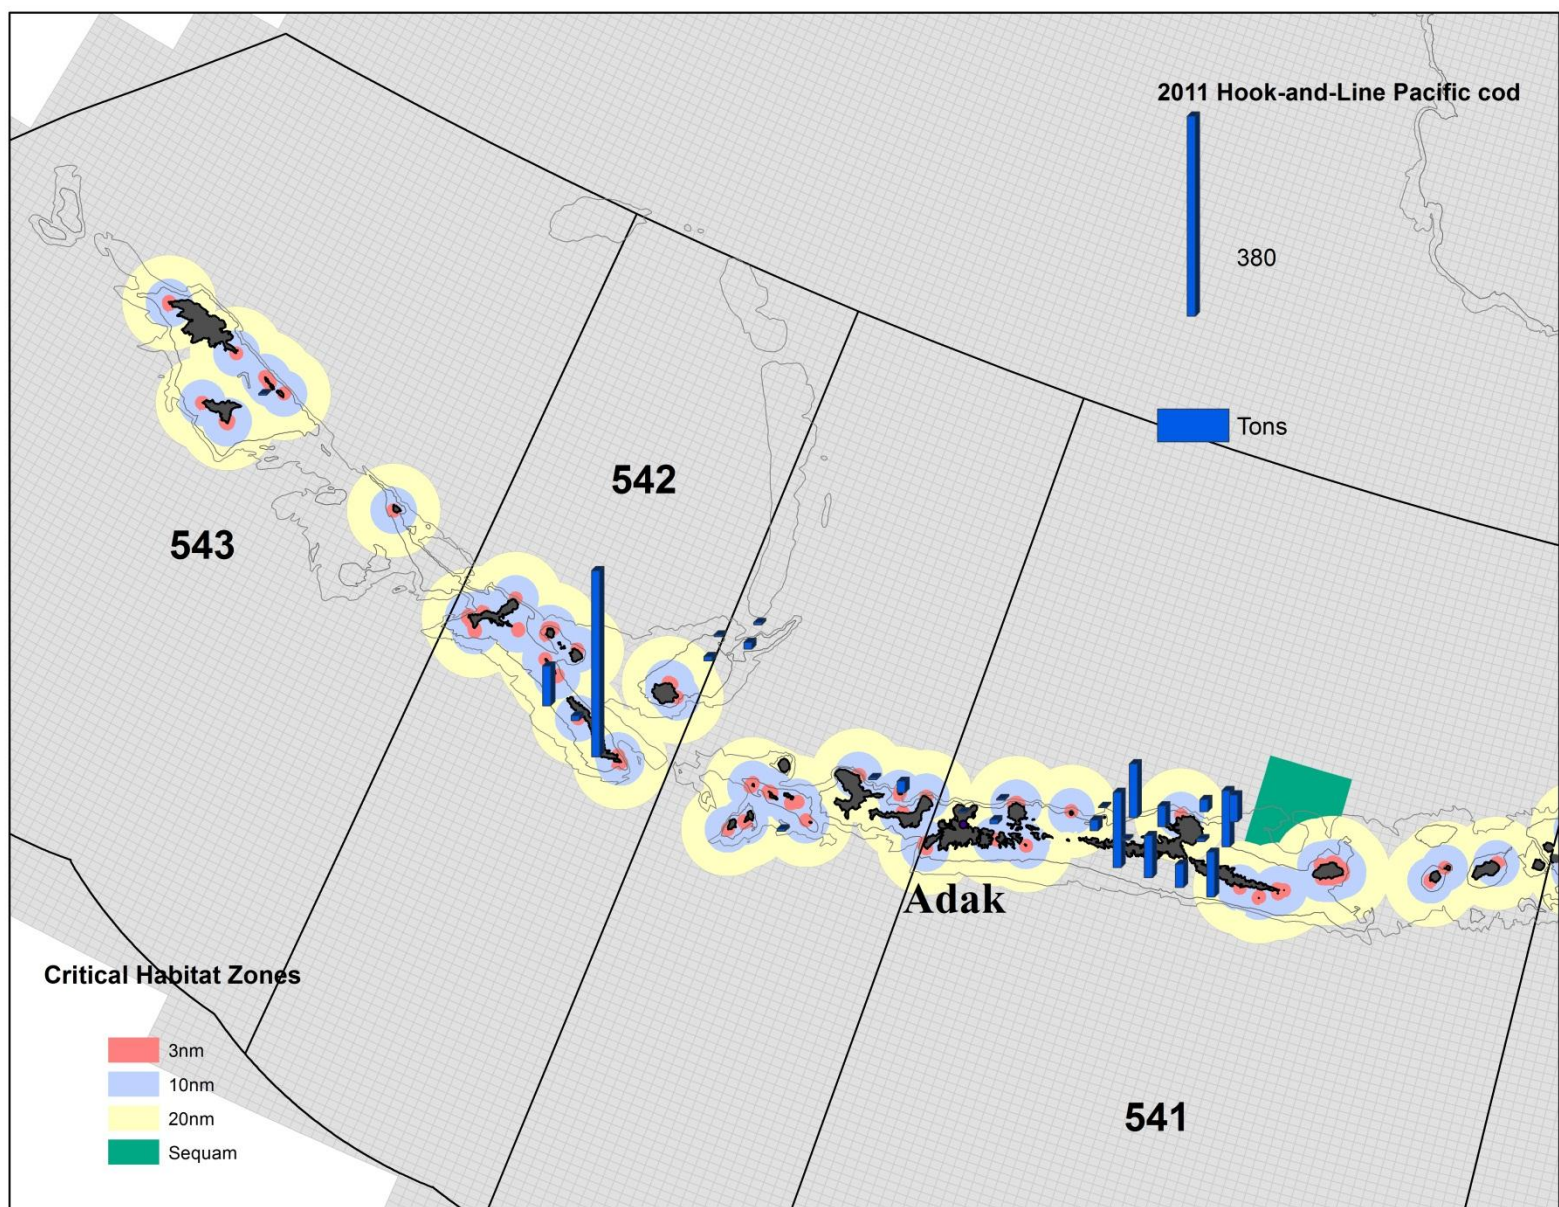 2011 Hook-and-Line Pacific cod
380
Tons
542
543
Adak
Critical Habitat Zones
3nm
10nm
20nm
Sequam
541